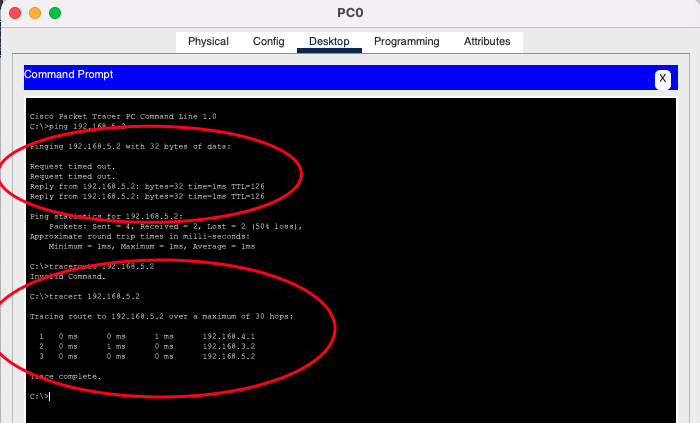 PC0
Physical Config Desktop Programming Attributes
Command Prompt X
Cisco Packet Tracer PC Command Line 1.0
C:\>ping 192.168.5.2
Pinging 192.168.5.2 with 32 bytes of data:
Request timed out.
Request timed out.
Reply from 192.168.5.2: bytes=32 time=1ms TTL=126
Reply from 192.168.5.2: bytes=32 time=1ms TTL=126
Ping statistics for 192.168.5.2:
Packets: Sent = 4, Received = 2, Lost = 2 (50% loss),
Approximate round trip times in milli-seconds:
Minimum = 1ms, Maximum = 1ms, Average = 1ms
C:\>traceroute 192.168.5.2
Invalid Command.
C:\>tracert 192.168.5.2
Tracing route to 192.168.5.2 over a maximum of 30 hops:
1 0 ms 0 ms 1 ms 192.168.4.1
2 0 ms 1 ms 0 ms 192.168.3.2
3 0 ms 0 ms 0 ms 192.168.5.2
Trace complete.
C:\>